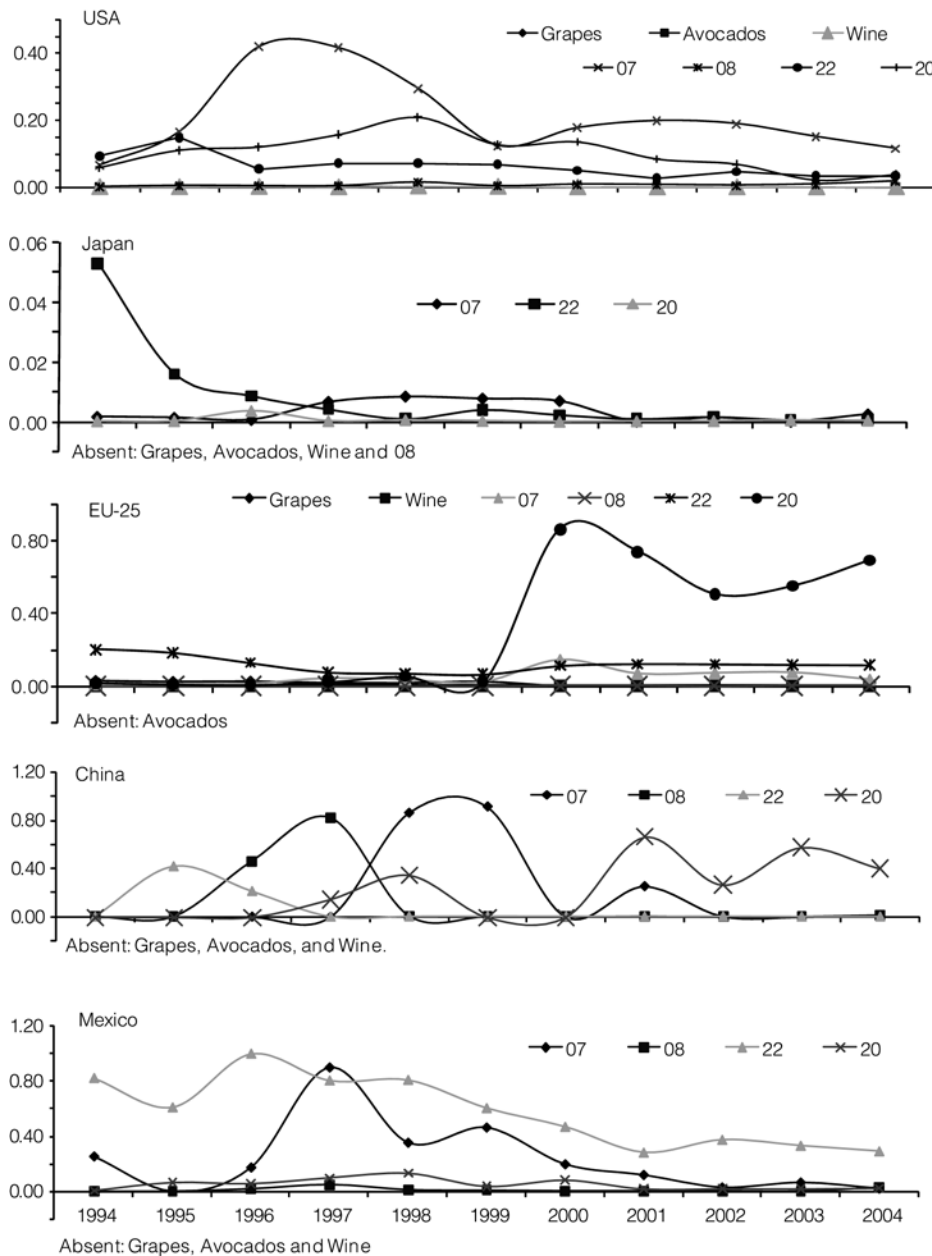 USA
Grapes Avocados Wine
07 08 22 20
0.40
0.20
0.00
0.06
Japan
07 22 20
0.04
0.02
0.00
Absent: Grapes, Avocados, Wine and 08
Grapes Wine 07 08 22 20
EU-25
0.80
0.40
0.00
Absent: Avocados
1.20
China
07 08 22 20
0.80
0.40
0.00
Absent: Grapes, Avocados, and Wine.
1.20
Mexico
07 08 22 20
0.80
0.40
0.00
1994 1995 1996 1997 1998 1999 2000 2001 2002 2003 2004
Absent: Grapes, Avocados and Wine